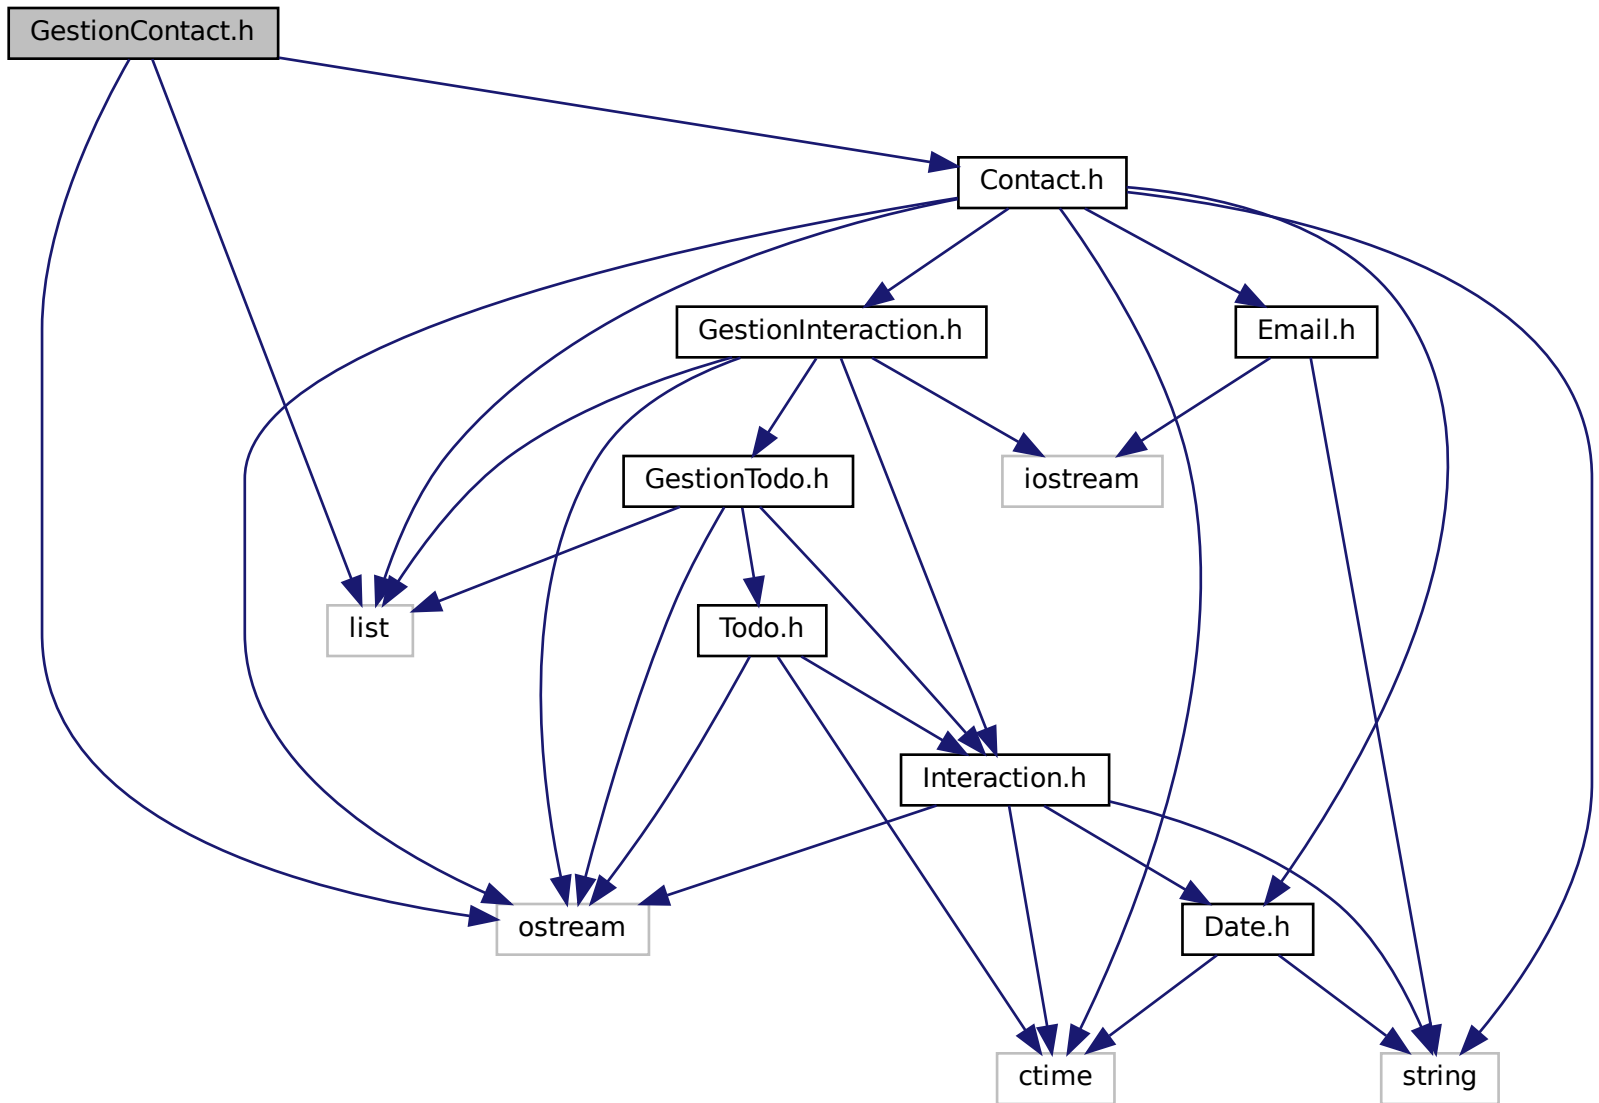 GestionContact.h
Contact.h
GestionInteraction.h
Email.h
GestionTodo.h
iostream
list
Todo.h
Interaction.h
ostream
Date.h
ctime
string